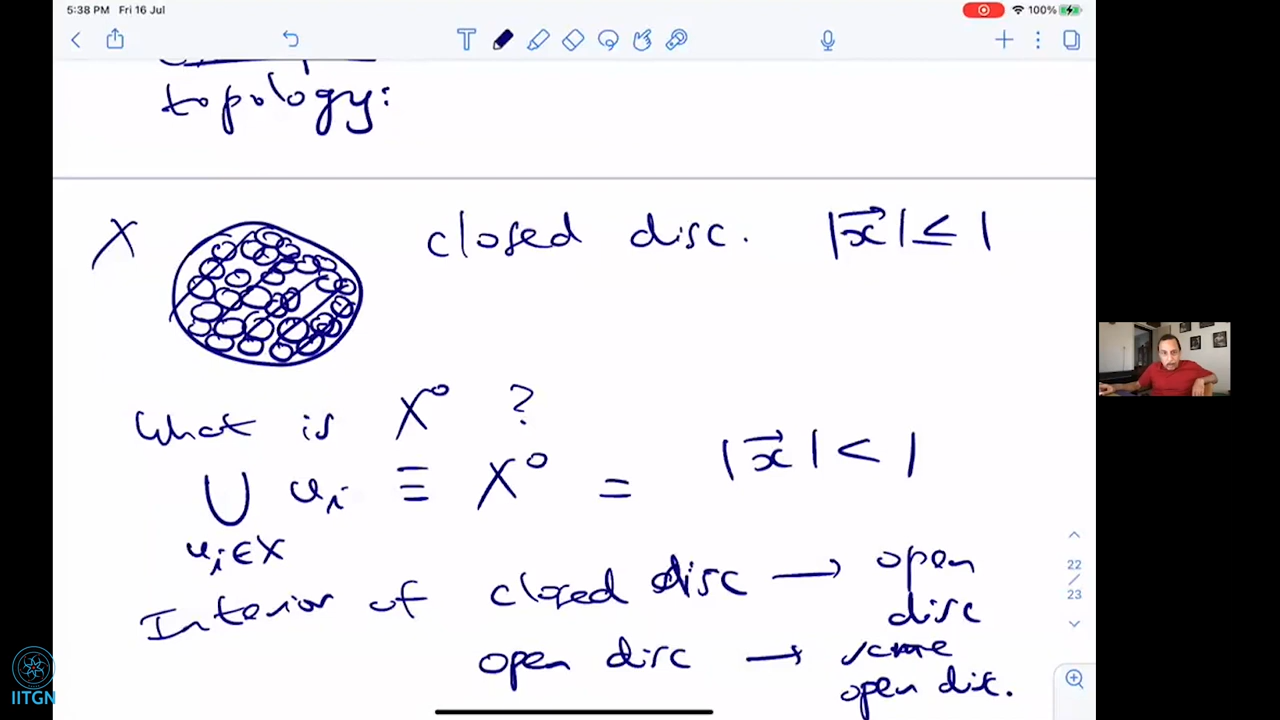 5:38 PM Fri 16 Jul
100%
topology:
X closed disc. |x⃗| ≤ 1
What is X° ?
⋃ uᵢ ≡ X° = |x⃗| < 1
uᵢ ∈ X
Interior of closed disc → open disc
open disc → same open disc.
22
23
IITGN